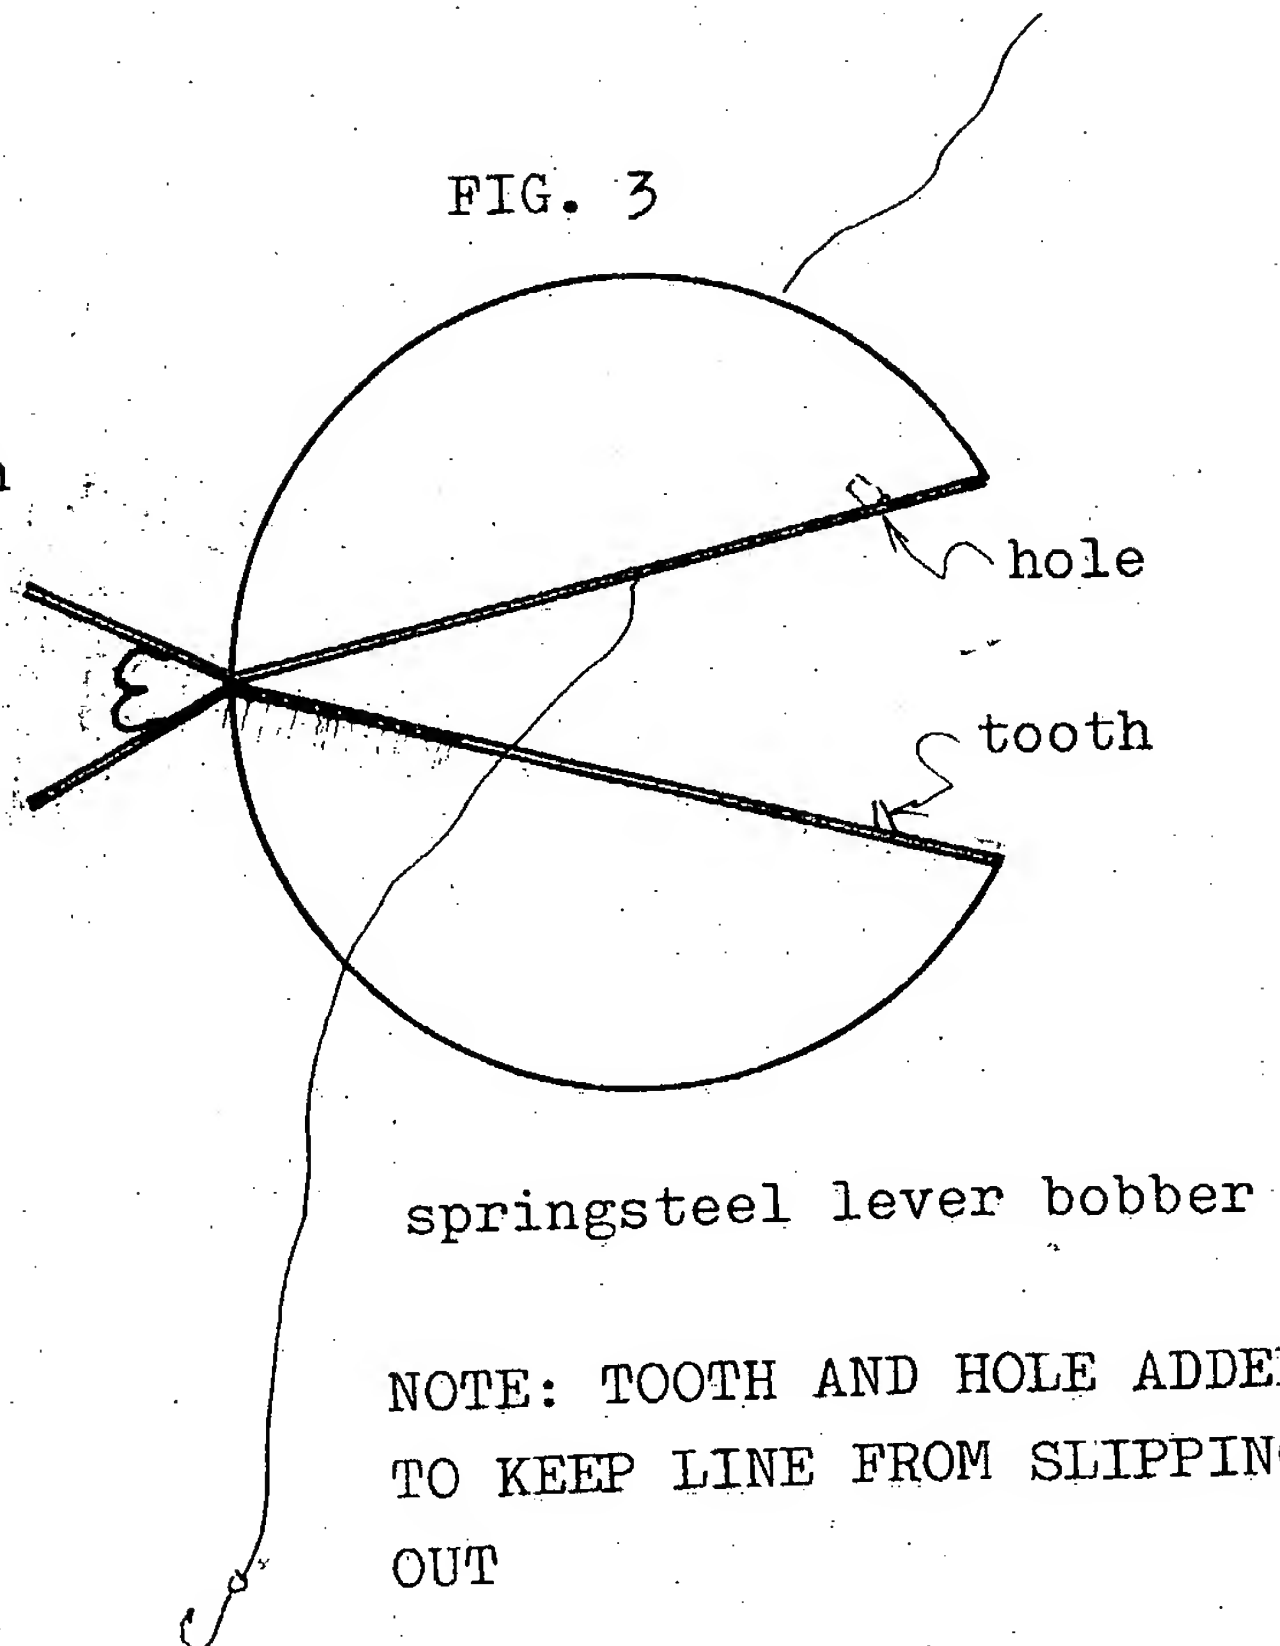 FIG. 3
hole
tooth
springsteel lever bobber
NOTE: TOOTH AND HOLE ADDE
TO KEEP LINE FROM SLIPPIN
OUT